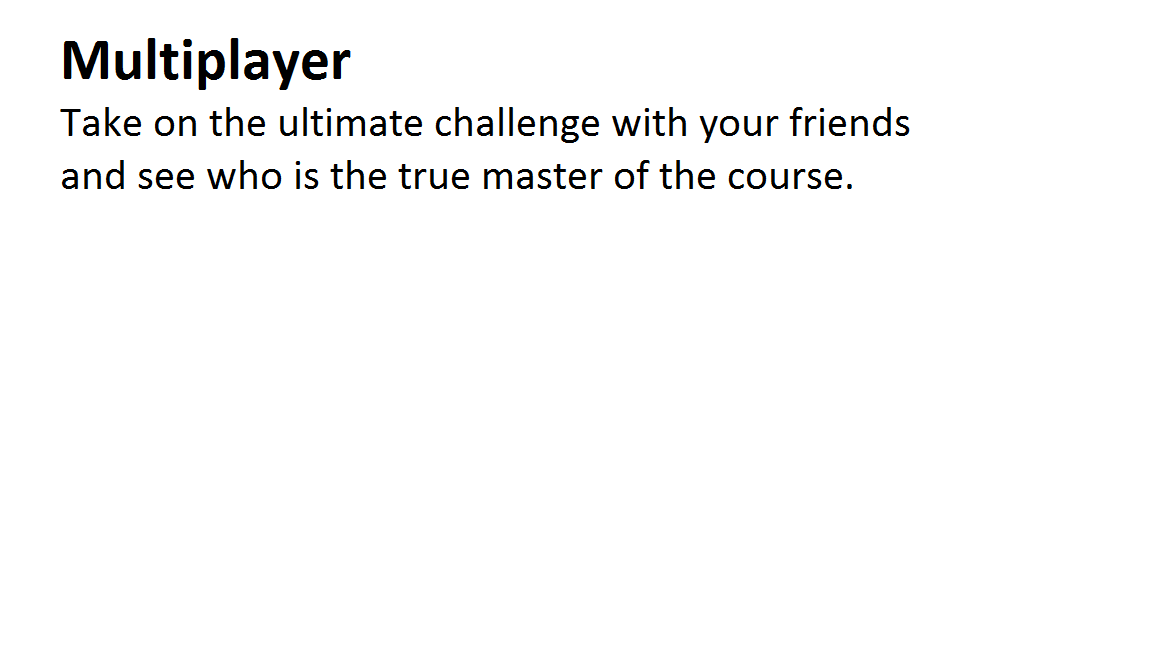 Multiplayer
Take on the ultimate challenge with your friends
and see who is the true master of the course.